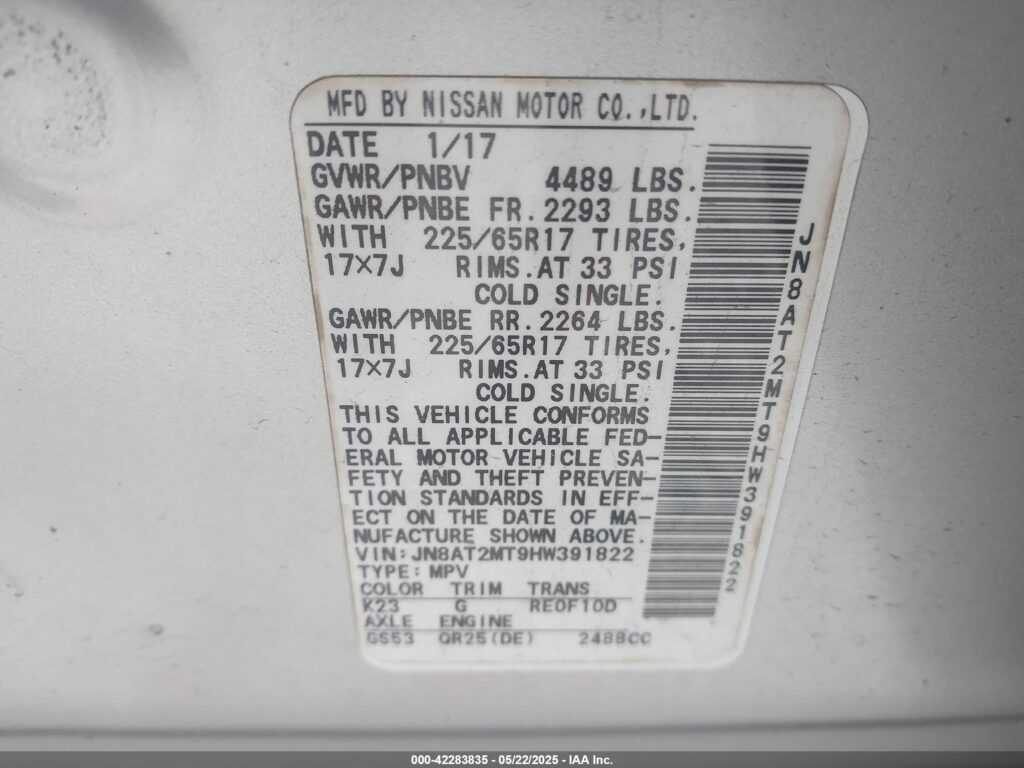 MFD BY NISSAN MOTOR CO.,LTD.
DATE 1/17
GVWR/PNBV 4489 LBS.
GAWR/PNBE FR. 2293 LBS.
WITH 225/65R17 TIRES,
17×7J RIMS.AT 33 PSI
COLD SINGLE.
GAWR/PNBE RR. 2264 LBS.
WITH 225/65R17 TIRES,
17×7J RIMS.AT 33 PSI
COLD SINGLE.
THIS VEHICLE CONFORMS
TO ALL APPLICABLE FED-
ERAL MOTOR VEHICLE SA-
FETY AND THEFT PREVEN-
TION STANDARDS IN EFF-
ECT ON THE DATE OF MA-
NUFACTURE SHOWN ABOVE.
VIN:JN8AT2MT9HW391822
TYPE:MPV
COLOR TRIM TRANS
K23 G RE0F10D
AXLE ENGINE
GS53 QR25(DE) 2488CC
JN8AT2MT9HW391822
000-42283835 - 05/22/2025 - IAA Inc.